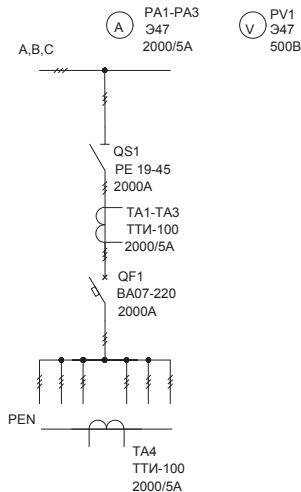 A
PA1-PA3
Э47
2000/5A
V
PV1
Э47
500В
A,B,C
QS1
PE 19-45
2000A
TA1-TA3
ТТИ-100
2000/5A
QF1
ВА07-220
2000A
PEN
TA4
ТТИ-100
2000/5A